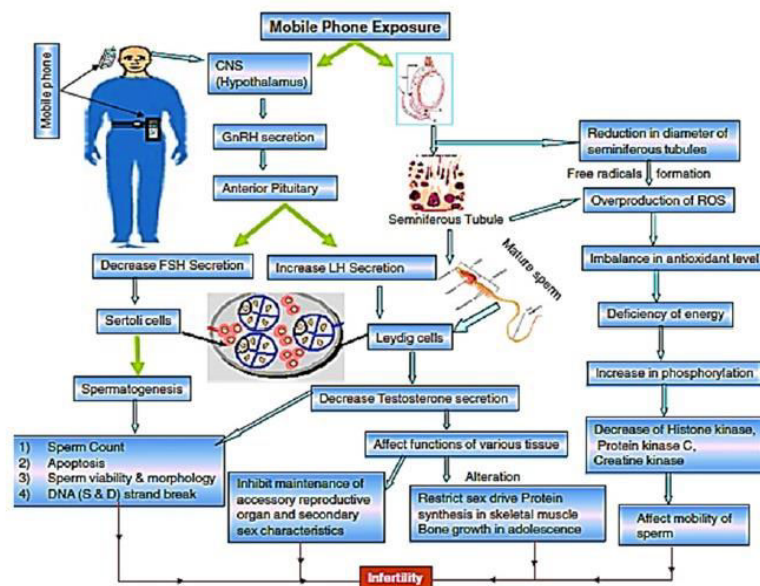 Mobile Phone Exposure
Mobile phone
CNS
(Hypothalamus)
GnRH secretion
Anterior Pituitary
Decrease FSH Secretion
Increase LH Secretion
Sertoli cells
Leydig cells
Spermatogenesis
Decrease Testosterone secretion
1) Sperm Count
2) Apoptosis
3) Sperm viability & morphology
4) DNA (S & D) strand break
Affect functions of various tissue
Inhibit maintenance of
accessory reproductive
organ and secondary
sex characteristics
Alteration
Restrict sex drive Protein
synthesis in skeletal muscle
Bone growth in adolescence
Semniferous Tubule
Mature sperm
Reduction in diameter of
seminiferous tubules
Free radicals formation
Overproduction of ROS
Imbalance in antioxidant level
Deficiency of energy
Increase in phosphorylation
Decrease of Histone kinase,
Protein kinase C,
Creatine kinase
Affect mobility of
sperm
Infertility